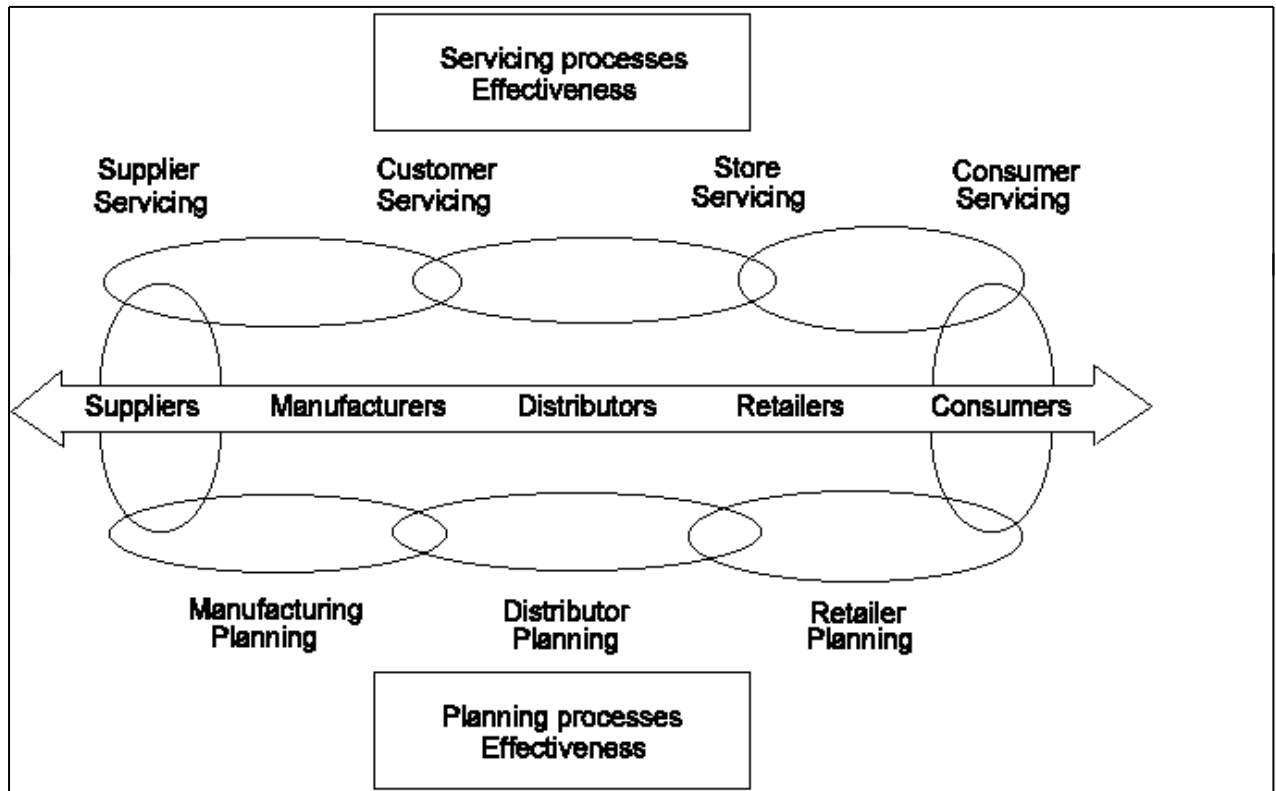 Servicing processes
Effectiveness
Supplier
Servicing
Customer
Servicing
Store
Servicing
Consumer
Servicing
Suppliers
Manufacturers
Distributors
Retailers
Consumers
Manufacturing
Planning
Distributor
Planning
Retailer
Planning
Planning processes
Effectiveness